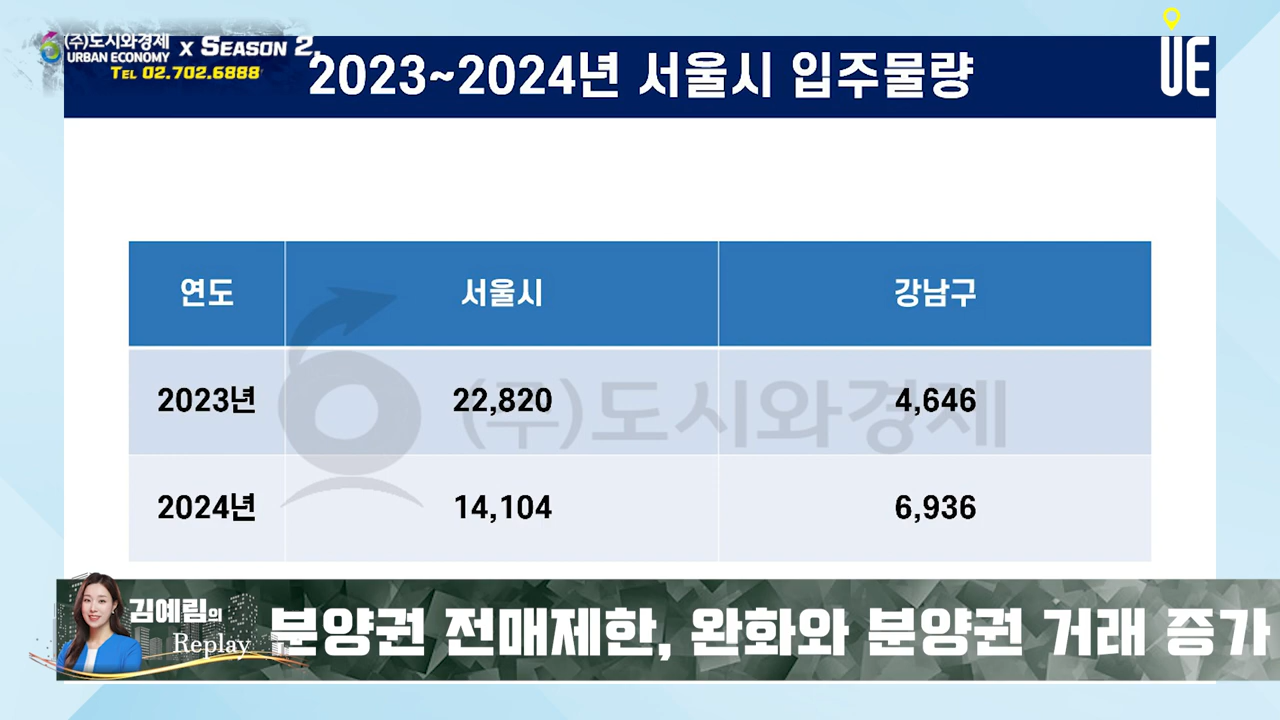 (주)도시와경제
URBAN ECONOMY
X SEASON 2.
TEL 02.702.6888
2023~2024년 서울시 입주물량
UE
연도 서울시 강남구
2023년 22,820 4,646
2024년 14,104 6,936
(주)도시와경제
김예림의
Replay
분양권 전매제한, 완화와 분양권 거래 증가